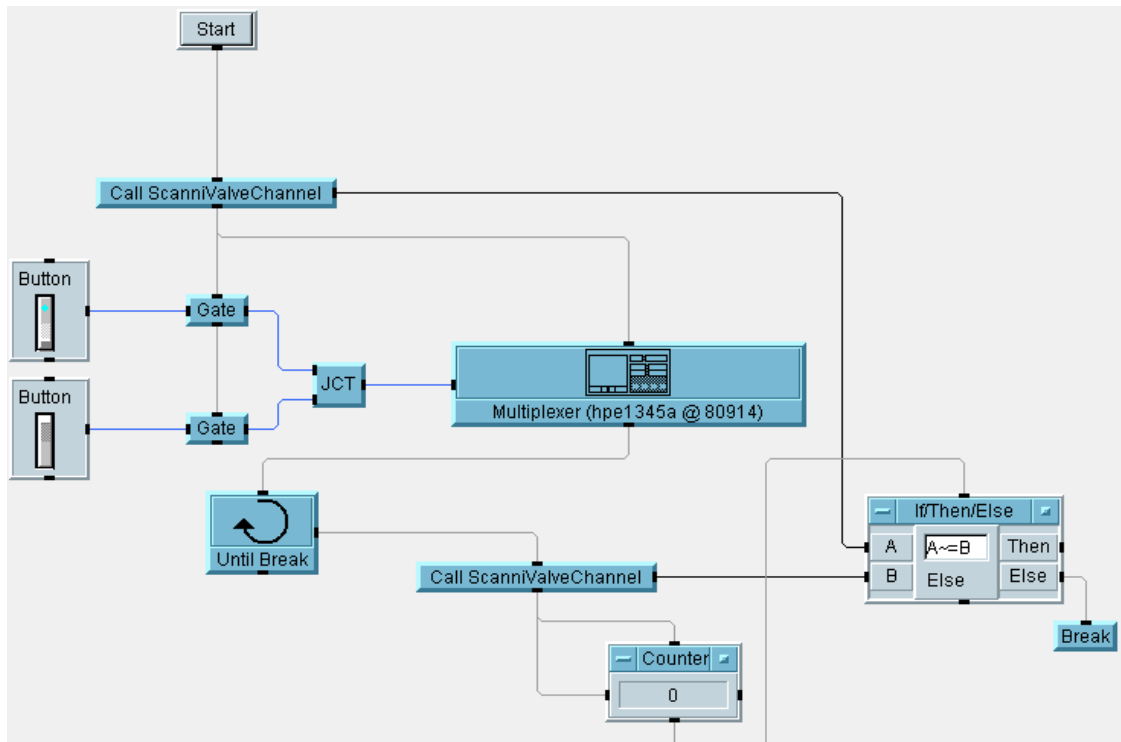 Start
Call ScanniValveChannel
Button
Gate
JCT
Multiplexer (hpe1345a @ 80914)
Button
Gate
Until Break
Call ScanniValveChannel
If/Then/Else
A
A~=B
Then
B
Else
Else
Break
Counter
0